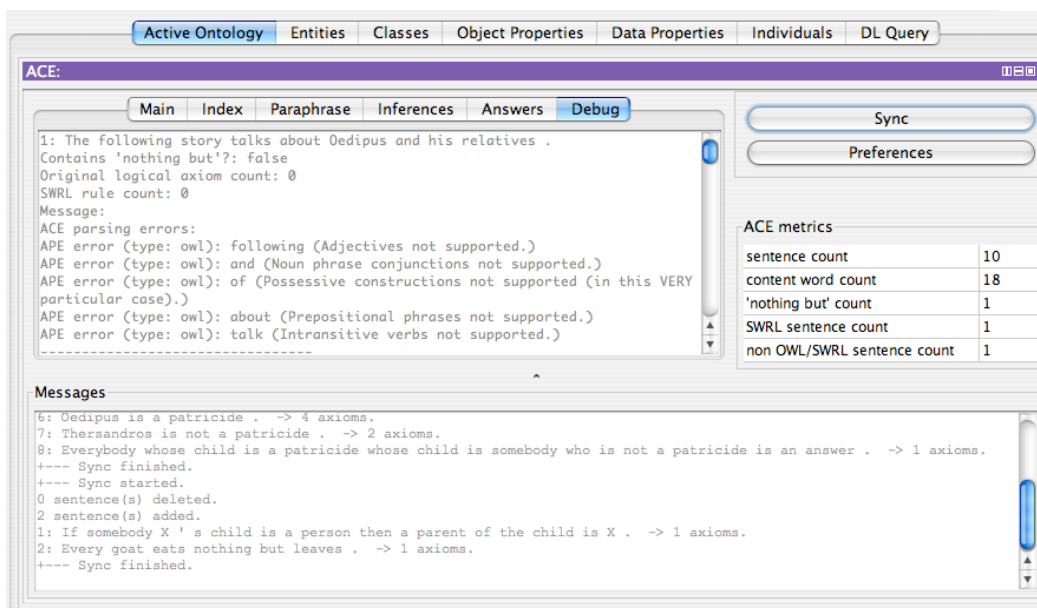 Active Ontology Entities Classes Object Properties Data Properties Individuals DL Query
ACE:
Main Index Paraphrase Inferences Answers Debug
1: The following story talks about Oedipus and his relatives .
Contains 'nothing but'?: false
Original logical axiom count: 0
SWRL rule count: 0
Message:
ACE parsing errors:
APE error (type: owl): following (Adjectives not supported.)
APE error (type: owl): and (Noun phrase conjunctions not supported.)
APE error (type: owl): of (Possessive constructions not supported (in this VERY
particular case).)
APE error (type: owl): about (Prepositional phrases not supported.)
APE error (type: owl): talk (Intransitive verbs not supported.)
----------------------------------
Sync
Preferences
ACE metrics
sentence count 10
content word count 18
'nothing but' count 1
SWRL sentence count 1
non OWL/SWRL sentence count 1
Messages
6: Oedipus is a patricide .  -> 4 axioms.
7: Thersandros is not a patricide .  -> 2 axioms.
8: Everybody whose child is a patricide whose child is somebody who is not a patricide is an answer .  -> 1 axioms.
+--- Sync finished.
+--- Sync started.
0 sentence(s) deleted.
2 sentence(s) added.
1: If somebody X ' s child is a person then a parent of the child is X .  -> 1 axioms.
2: Every goat eats nothing but leaves .  -> 1 axioms.
+--- Sync finished.